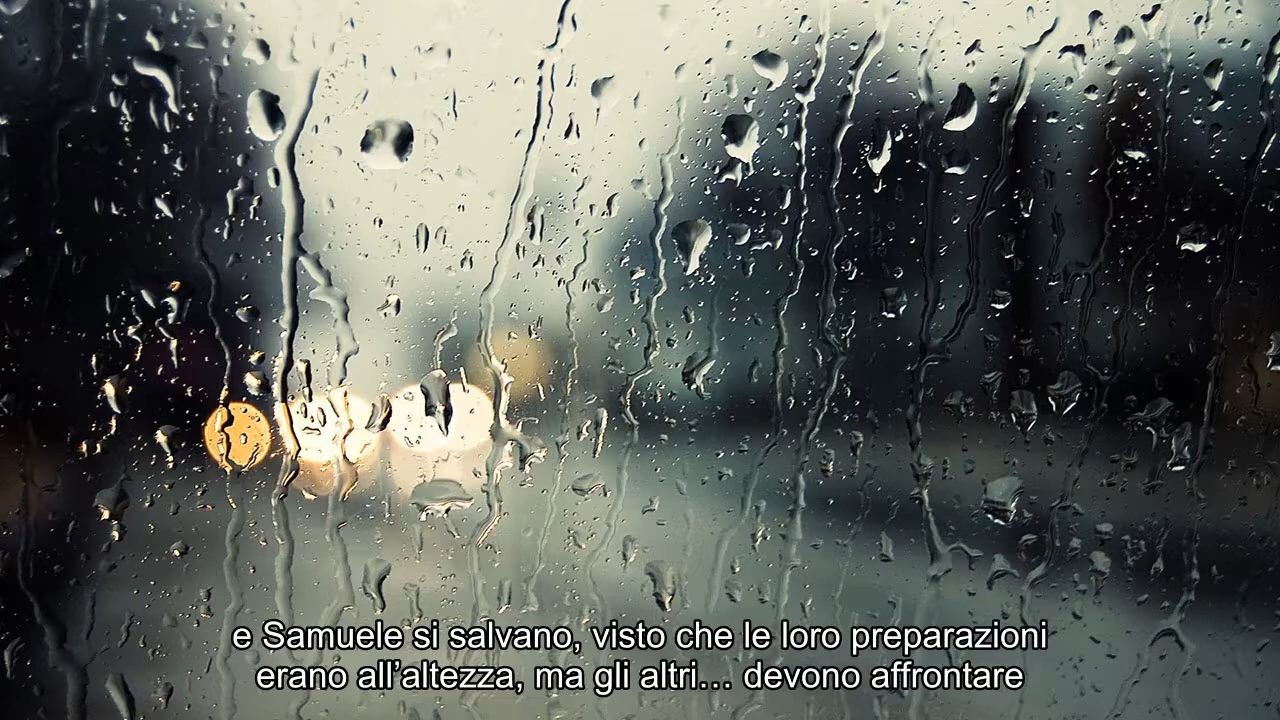 e Samuele si salvano, visto che le loro preparazioni
erano all’altezza, ma gli altri… devono affrontare